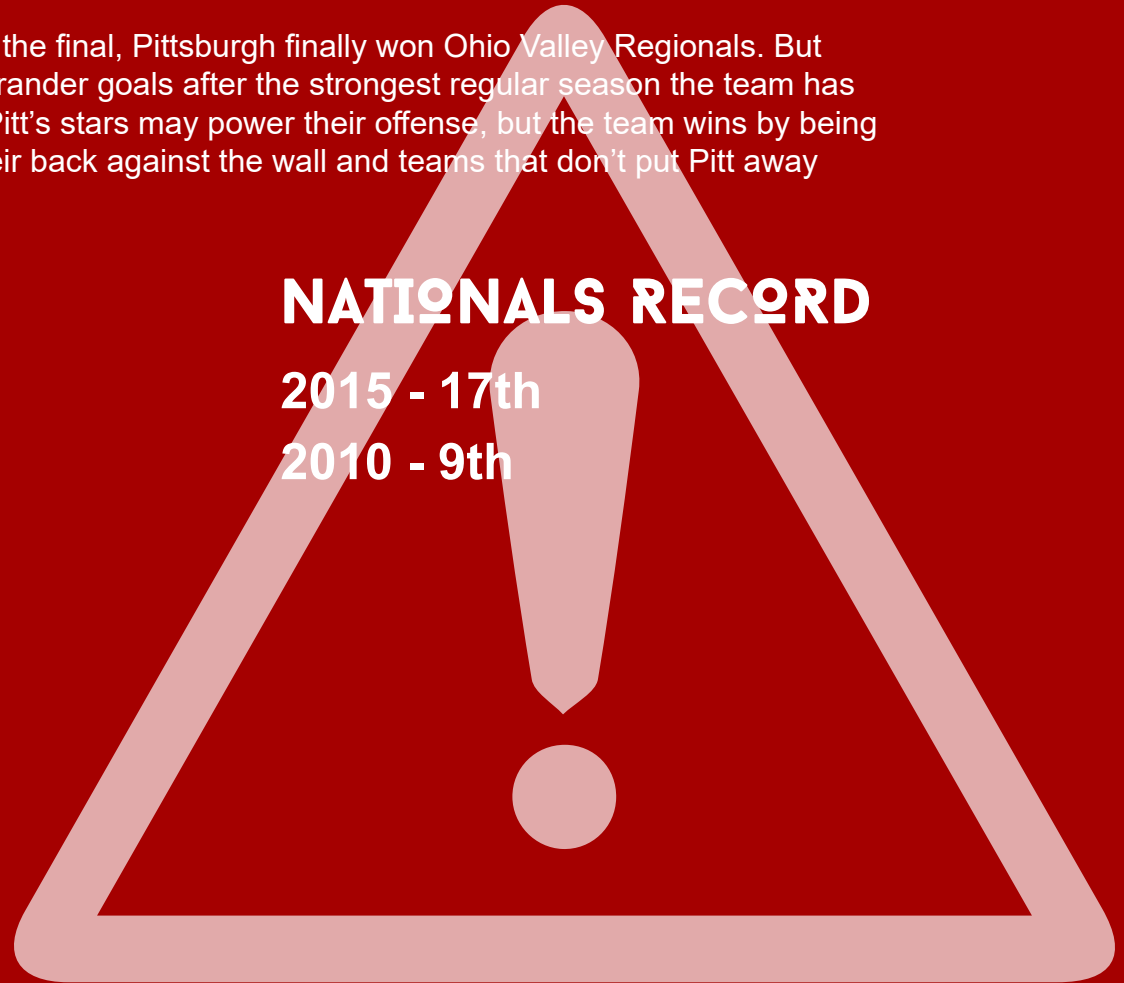 the final, Pittsburgh finally won Ohio Valley Regionals. But
rander goals after the strongest regular season the team has
Pitt’s stars may power their offense, but the team wins by being
eir back against the wall and teams that don’t put Pitt away
NATIONALS RECORD
2015 - 17th
2010 - 9th